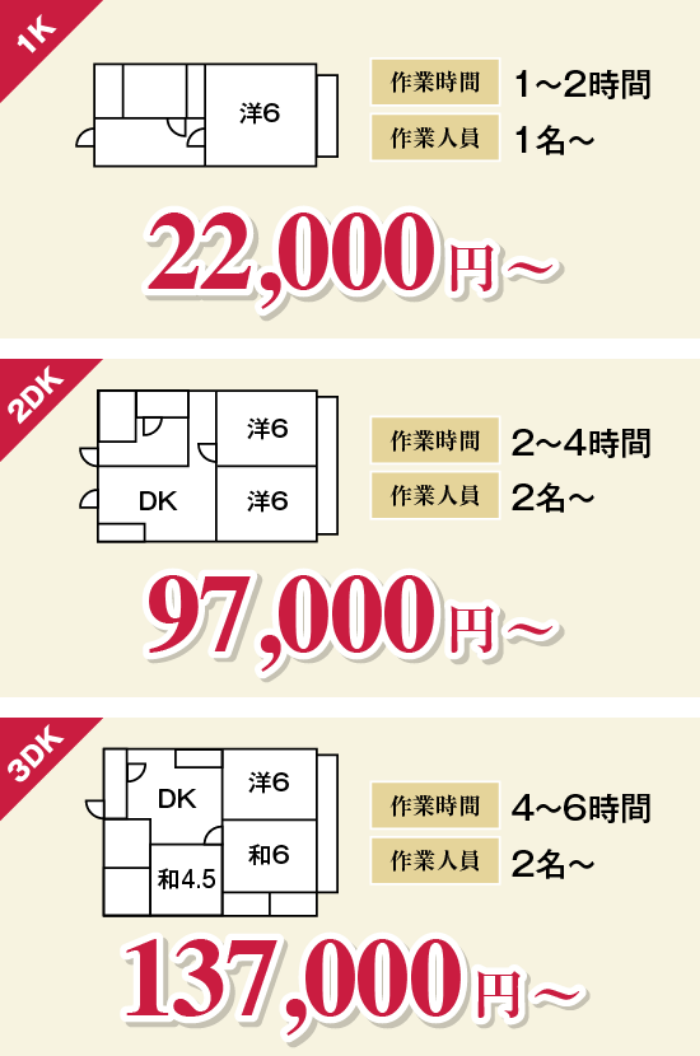 1K
洋6
作業時間 1〜2時間
作業人員 1名〜
22,000円〜
2DK
洋6
DK
洋6
作業時間 2〜4時間
作業人員 2名〜
97,000円〜
3DK
DK
洋6
和6
和4.5
作業時間 4〜6時間
作業人員 2名〜
137,000円〜